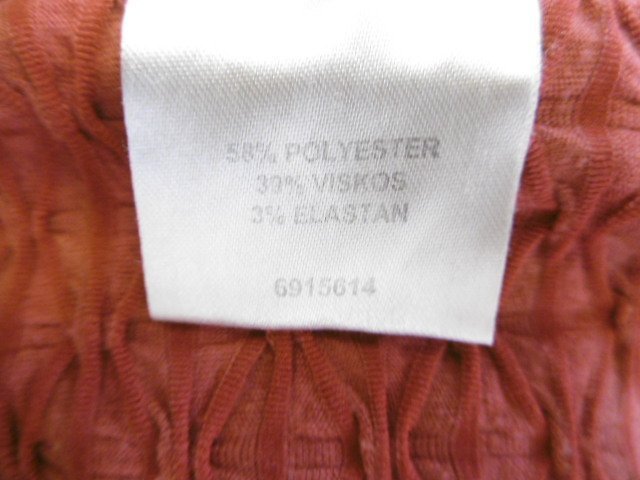 58% POLYESTER
39% VISKOS
3% ELASTAN
6915614